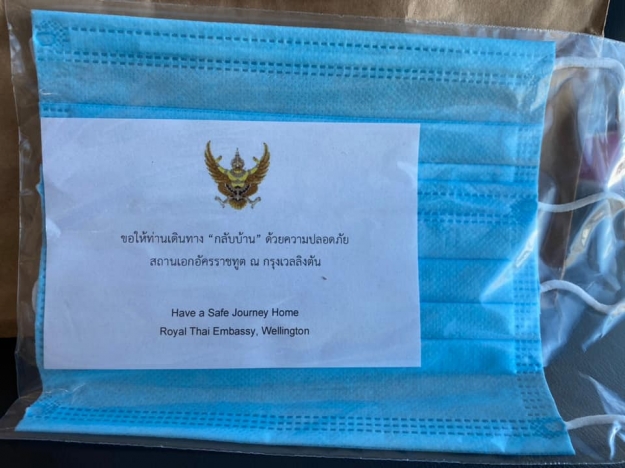 ขอให้ท่านเดินทาง “กลับบ้าน” ด้วยความปลอดภัย
สถานเอกอัครราชทูต ณ กรุงเวลลิงตัน
Have a Safe Journey Home
Royal Thai Embassy, Wellington